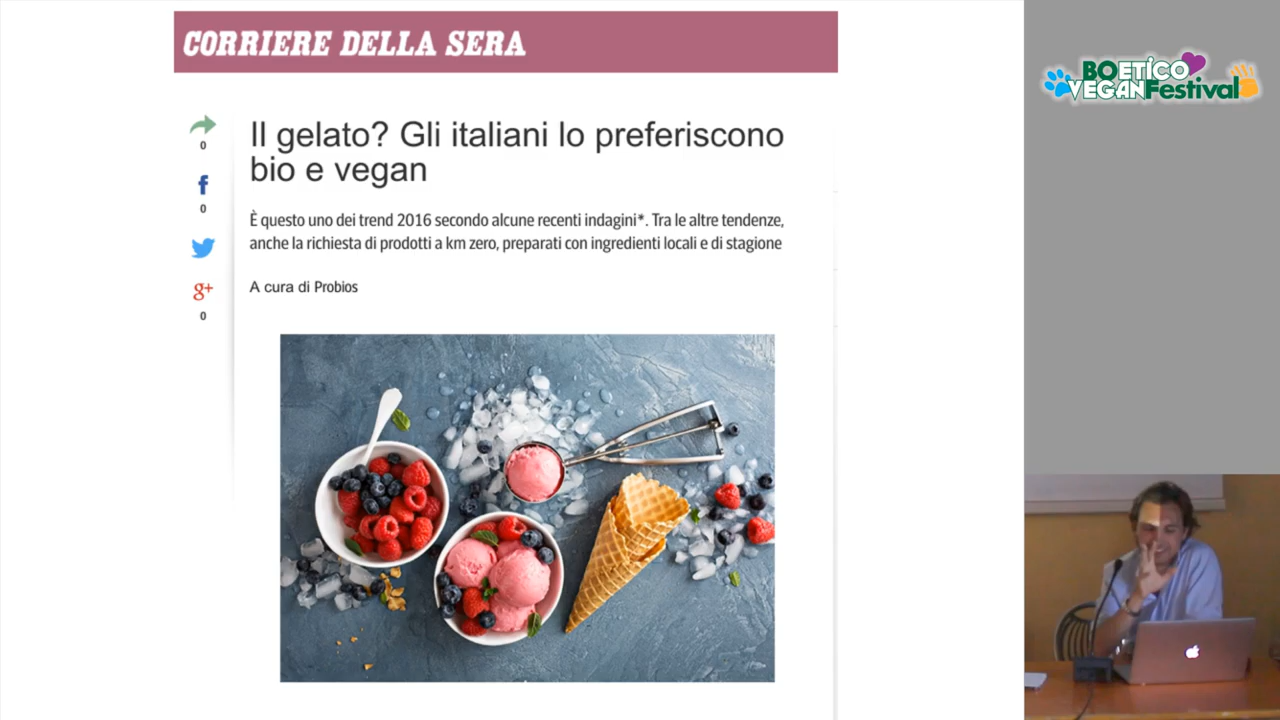 CORRIERE DELLA SERA
BOETICO
VEGANFestival
0
0
0
Il gelato? Gli italiani lo preferiscono
bio e vegan
È questo uno dei trend 2016 secondo alcune recenti indagini*. Tra le altre tendenze,
anche la richiesta di prodotti a km zero, preparati con ingredienti locali e di stagione
A cura di Probios
g+